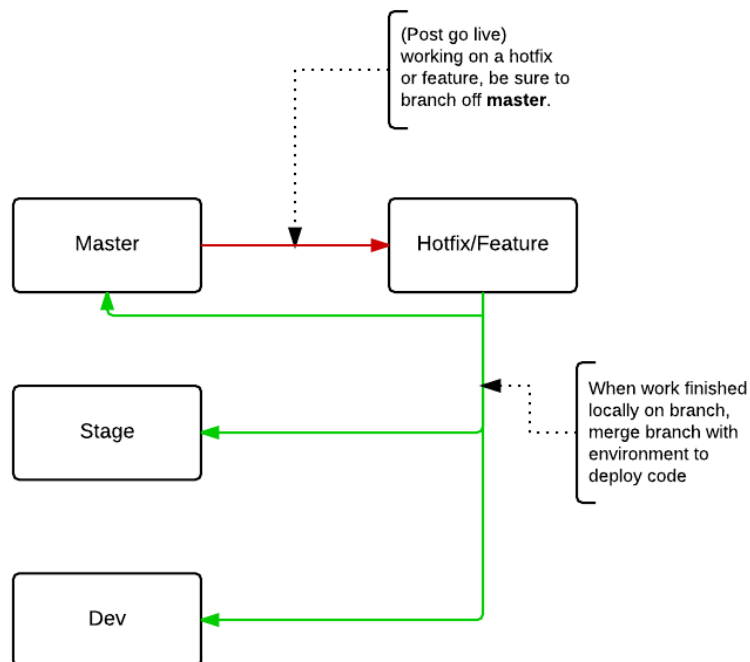 (Post go live)
working on a hotfix
or feature, be sure to
branch off master.
Master
Hotfix/Feature
When work finished
locally on branch,
merge branch with
environment to
deploy code
Stage
Dev